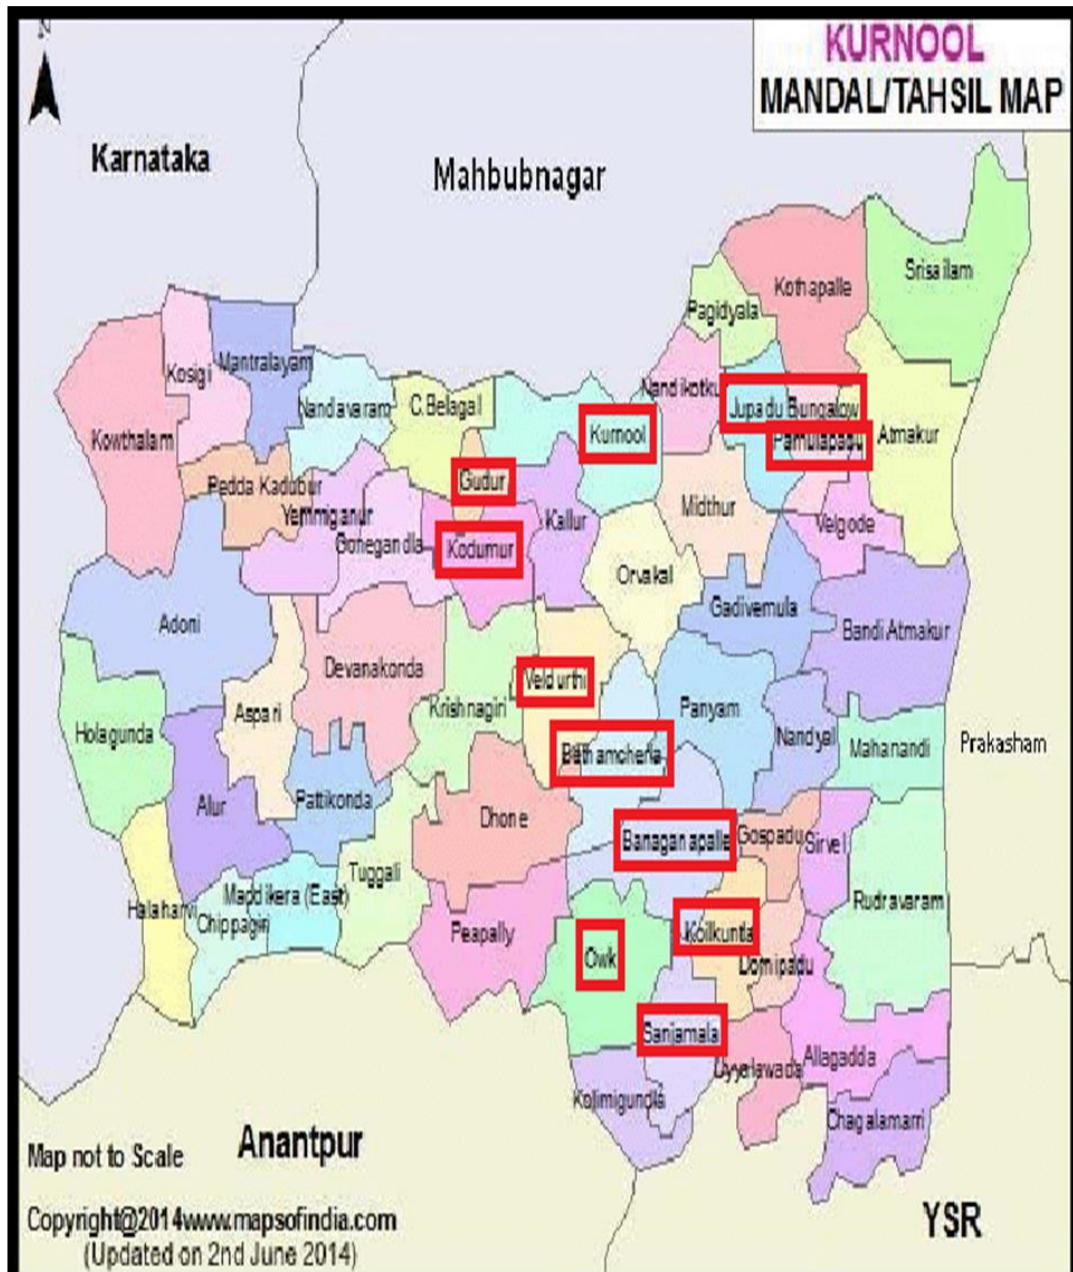 N
KURNOOL
MANDAL/TAHSIL MAP
Karnataka
Mahbubnagar
Srisailam
Kothapalle
Pagidyala
Kosigi
Mantralayam
Nandikotku
Nandavaram
C.Belagal
Jupadu Bungalow
Kowthalam
Kurnool
Pamulapadu
Atmakur
Gudur
Pedda Kadubur
Yemmiganur
Midthur
Velgode
Kallur
Gonegandla
Kodumur
Orvakal
Gadivemula
Adoni
Bandi Atmakur
Devanakonda
Veldurthi
Aspari
Krishnagiri
Panyam
Nandyal
Holagunda
Mahanandi
Prakasham
Bethamcherla
Alur
Pattikonda
Dhone
Banaganapalle
Gospadu
Sirvel
Tuggali
Maddikera (East)
Rudravaram
Halaharvi
Chippagiri
Peapally
Koilkuntla
Owk
Dornipadu
Sanjamala
Uyyalawada
Allagadda
Kolimigundla
Chagalamarri
Map not to Scale
Anantpur
YSR
Copyright@2014www.mapsofindia.com
(Updated on 2nd June 2014)